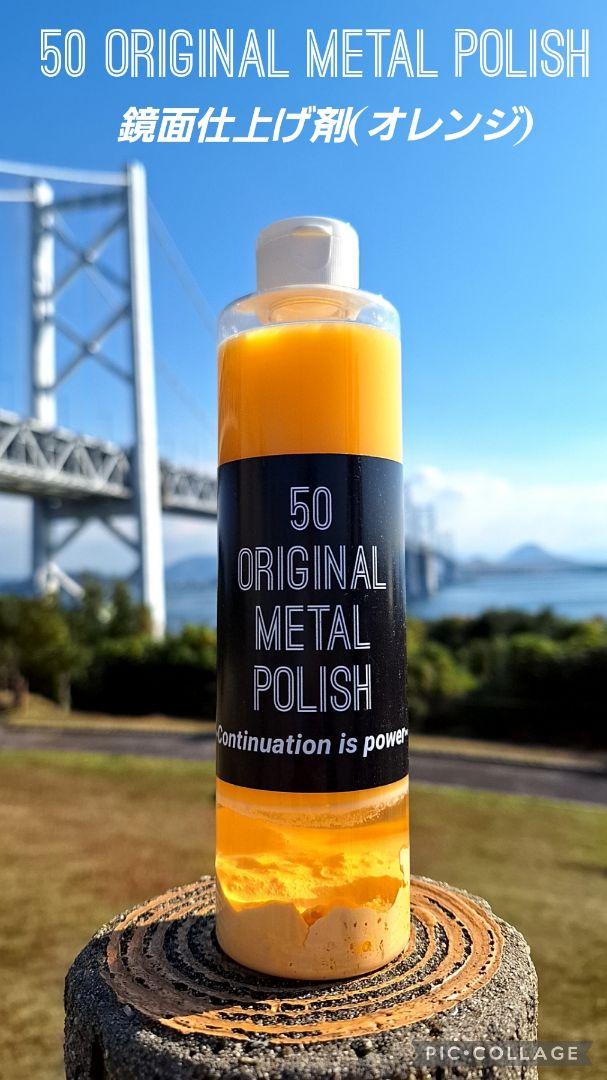 50 ORIGINAL METAL POLISH
鏡面仕上げ剤(オレンジ)
50
ORIGINAL
METAL
POLISH
Continuation is power~
PIC•COLLAGE